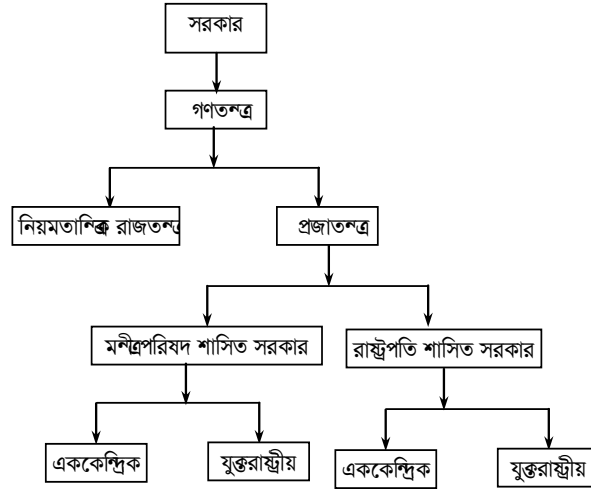 সরকার
গণতন্ত্র
নিয়মতান্ত্রিক রাজতন্ত্র
প্রজাতন্ত্র
মন্ত্রীপরিষদ শাসিত সরকার
রাষ্ট্রপতি শাসিত সরকার
এককেন্দ্রিক
যুক্তরাষ্ট্রীয়
এককেন্দ্রিক
যুক্তরাষ্ট্রীয়